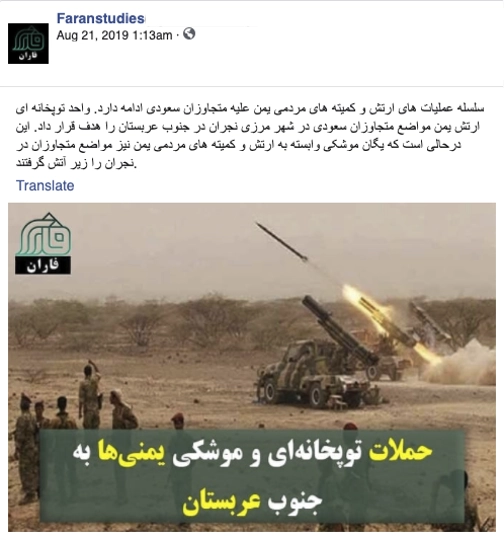 Faranstudies
Aug 21, 2019 1:13am ·
فاران
سلسله عملیات های ارتش و کمیته های مردمی یمن علیه متجاوزان سعودی ادامه دارد. واحد توپخانه ای
ارتش یمن مواضع متجاوزان سعودی در شهر مرزی نجران در جنوب عربستان را هدف قرار داد. این
درحالی است که یگان موشکی وابسته به ارتش و کمیته های مردمی یمن نیز مواضع متجاوزان در
نجران را زیر آتش گرفتند.
Translate
فاران
فاران
حملات توپخانه‌ای و موشکی یمنی‌ها به
جنوب عربستان